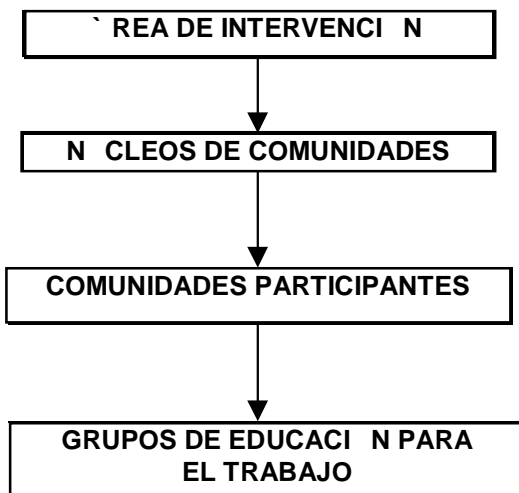 ` REA DE INTERVENCI N
N CLEOS DE COMUNIDADES
COMUNIDADES PARTICIPANTES
GRUPOS DE EDUCACI N PARA
EL TRABAJO